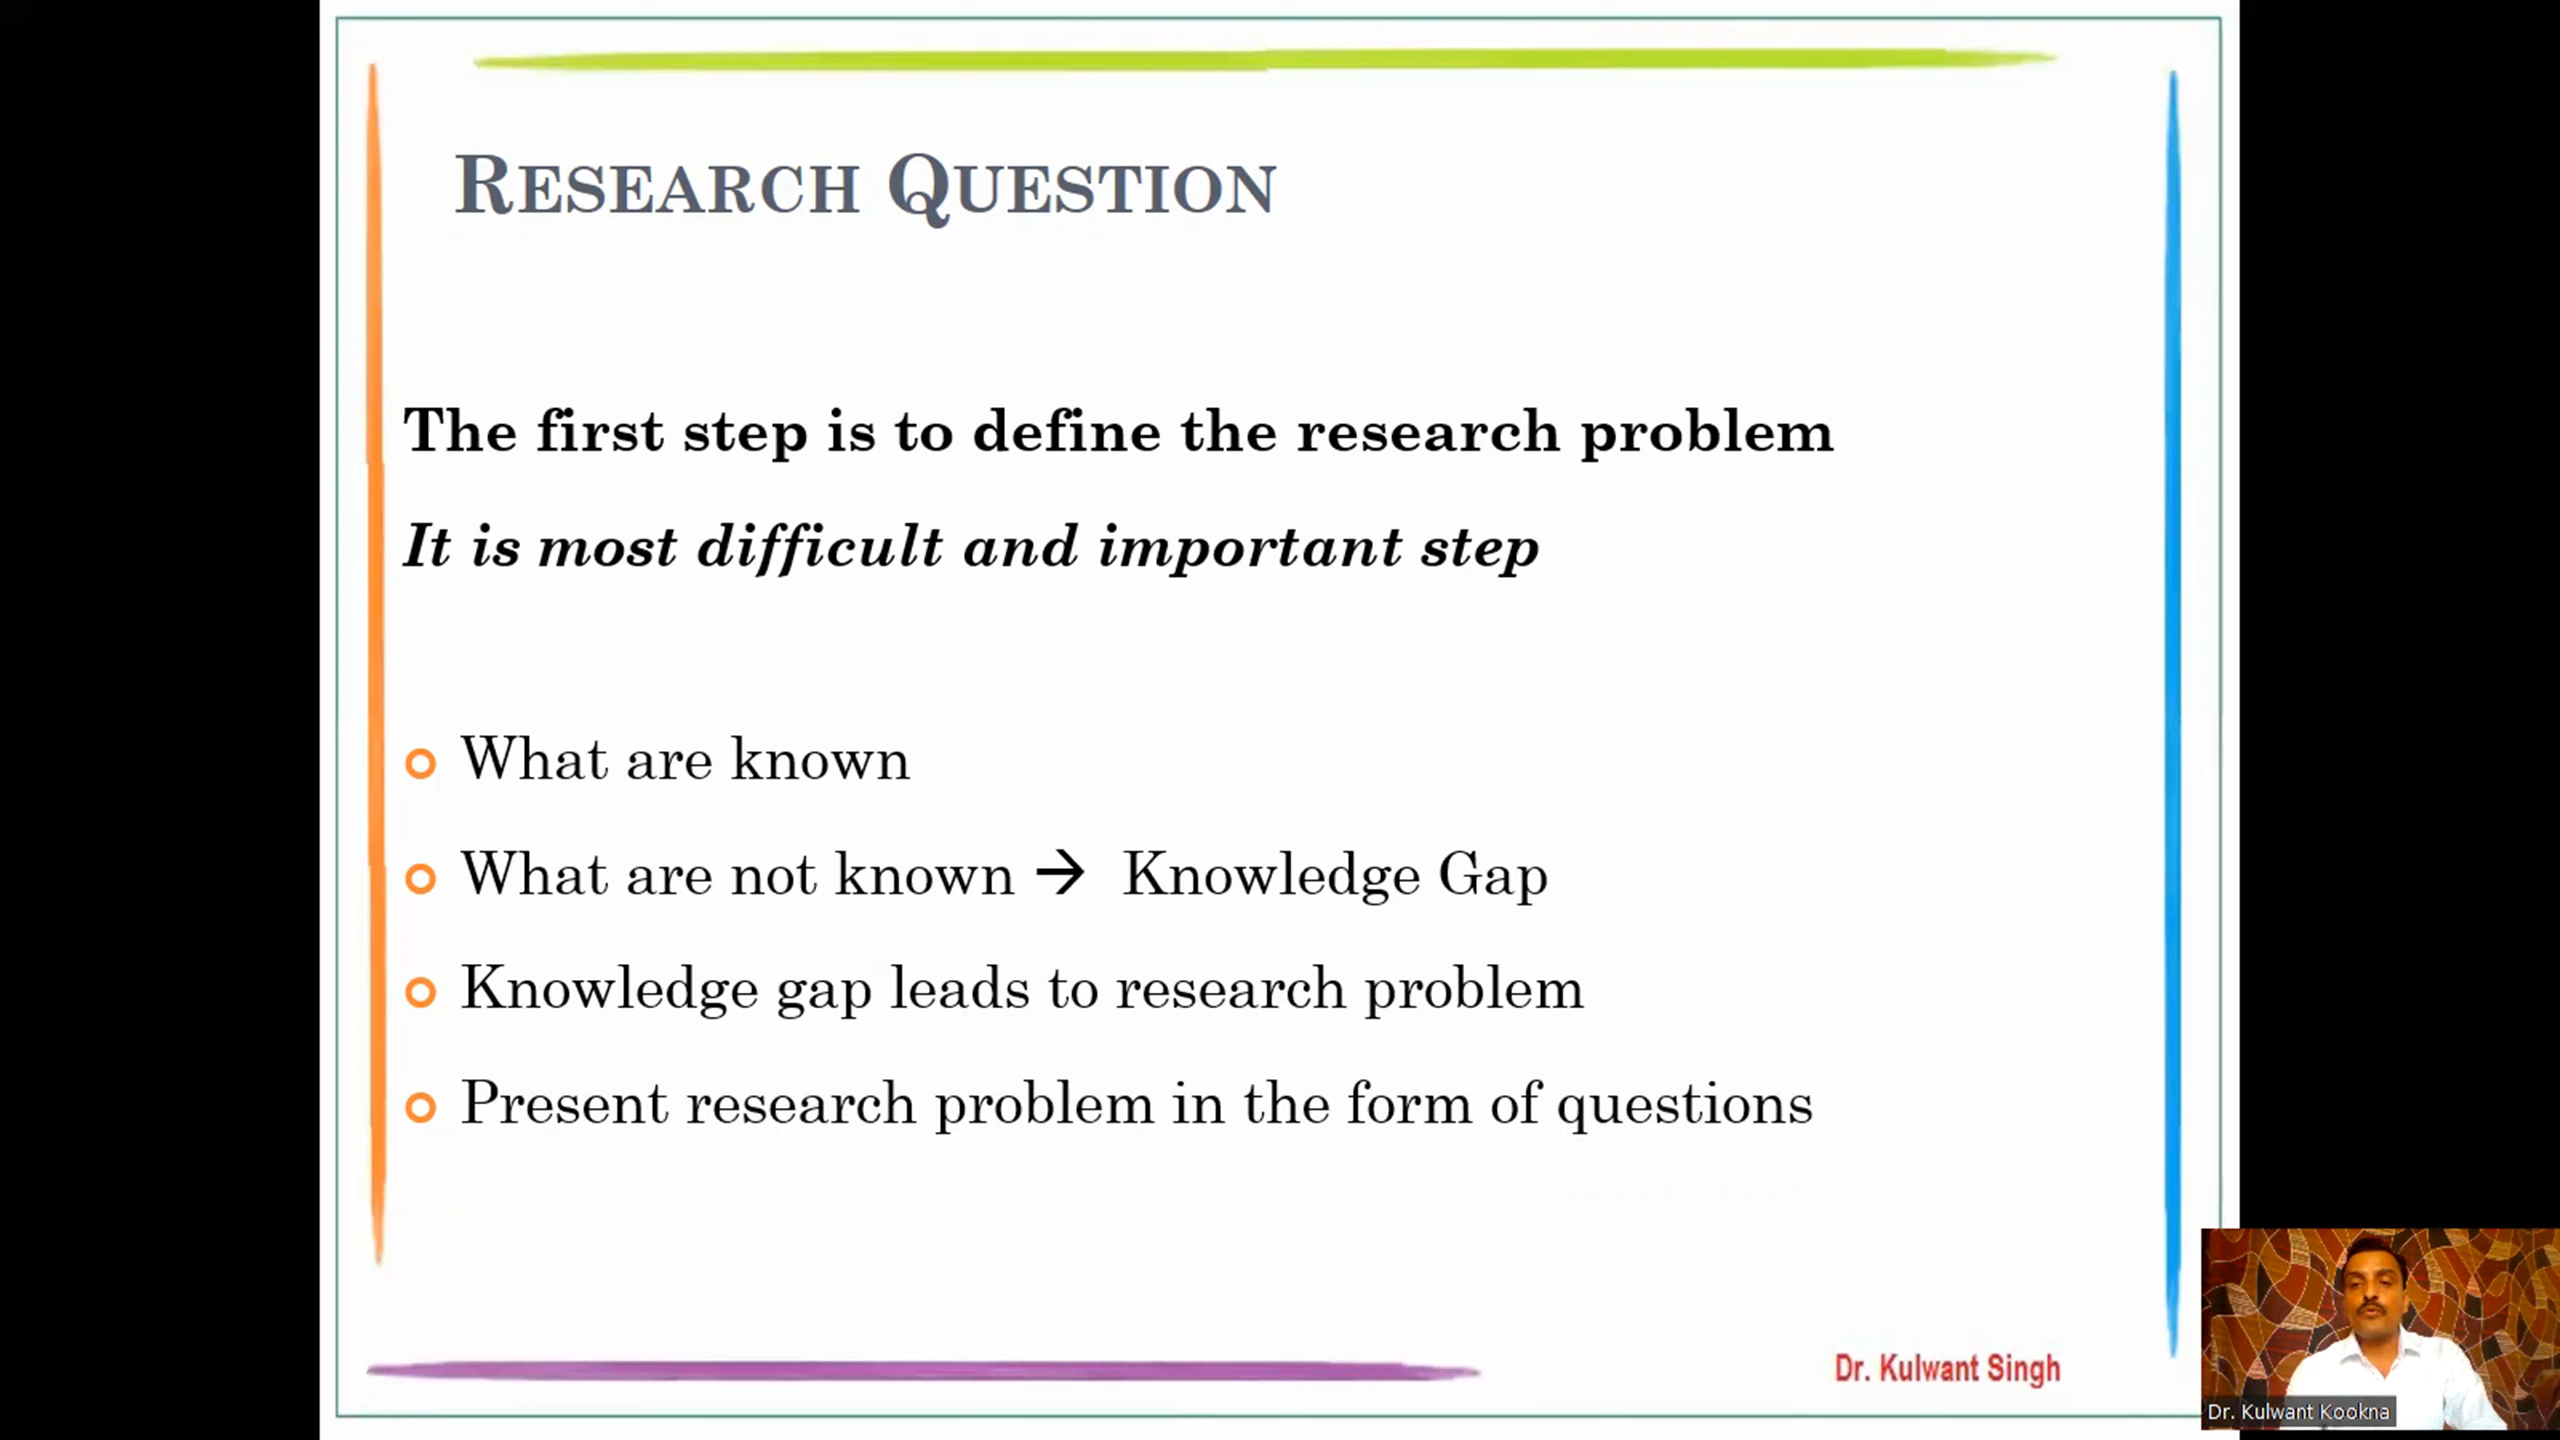 Research Question
The first step is to define the research problem
It is most difficult and important step
What are known
What are not known → Knowledge Gap
Knowledge gap leads to research problem
Present research problem in the form of questions
Dr. Kulwant Singh
Dr. Kulwant Kookna